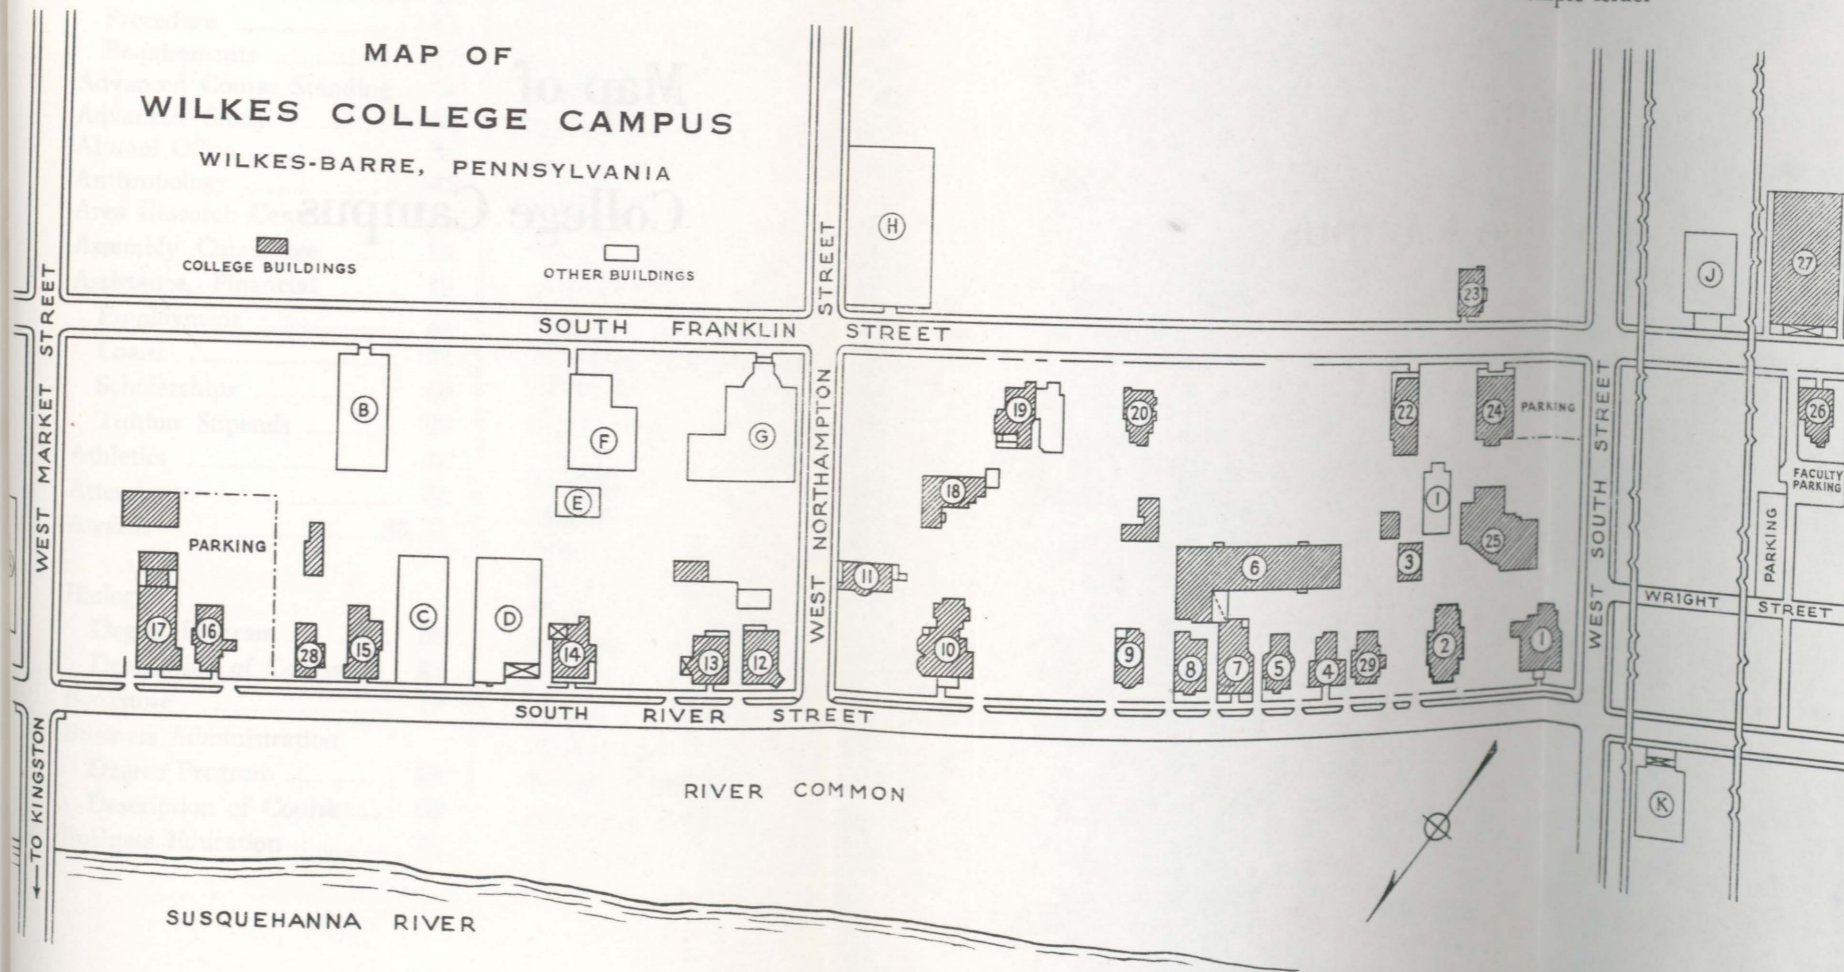 MAP OF
WILKES COLLEGE CAMPUS
WILKES-BARRE, PENNSYLVANIA
COLLEGE BUILDINGS
OTHER BUILDINGS
H
23
J
27
SOUTH FRANKLIN STREET
WEST MARKET STREET
WEST NORTHAMPTON STREET
WEST SOUTH STREET
B
F
G
E
19
20
22
24
PARKING
26
FACULTY
PARKING
18
I
25
PARKING
PARKING
11
6
3
WRIGHT STREET
17
16
28
15
C
D
14
13
12
10
9
8
7
5
4
29
2
1
SOUTH RIVER STREET
RIVER COMMON
K
TO KINGSTON
SUSQUEHANNA RIVER